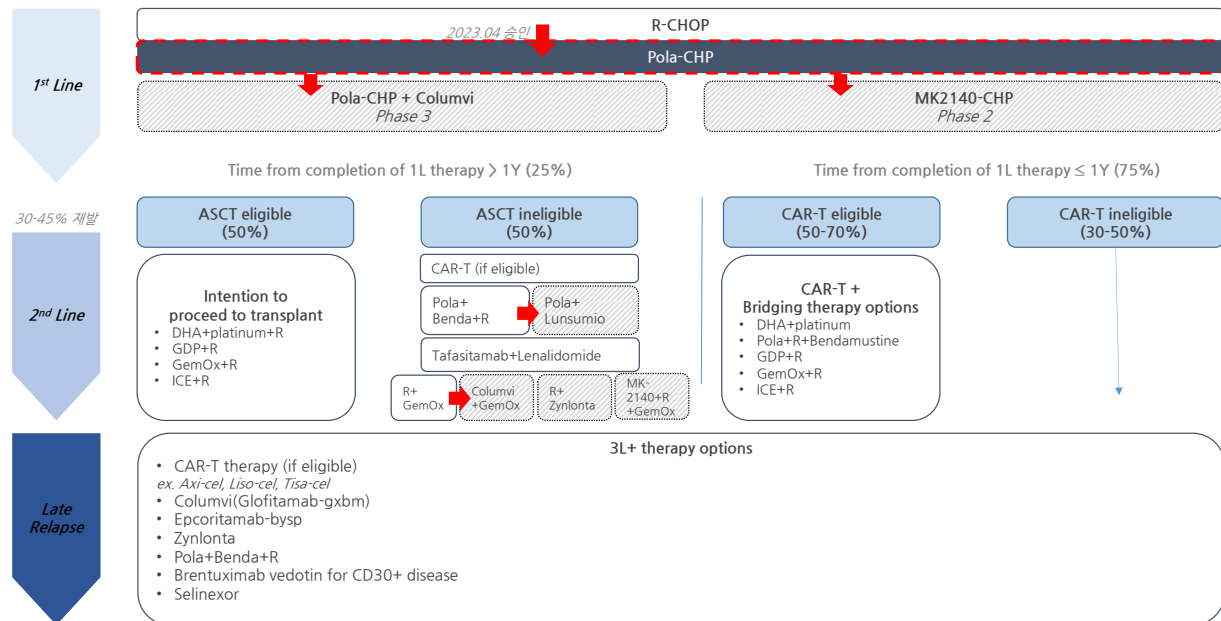 R-CHOP
2023.04 승인
Pola-CHP
1st Line
Pola-CHP + Columvi
Phase 3
MK2140-CHP
Phase 2
Time from completion of 1L therapy > 1Y (25%)
Time from completion of 1L therapy ≤ 1Y (75%)
30-45% 재발
ASCT eligible
(50%)
ASCT ineligible
(50%)
CAR-T eligible
(50-70%)
CAR-T ineligible
(30-50%)
2nd Line
Intention to
proceed to transplant
• DHA+platinum+R
• GDP+R
• GemOx+R
• ICE+R
CAR-T (if eligible)
Pola+
Benda+R
Pola+
Lunsumio
Tafasitamab+Lenalidomide
R+
GemOx
Columvi
+GemOx
R+
Zynlonta
MK-
2140+R
+GemOx
CAR-T +
Bridging therapy options
• DHA+platinum
• Pola+R+Bendamustine
• GDP+R
• GemOx+R
• ICE+R
Late
Relapse
3L+ therapy options
• CAR-T therapy (if eligible)
ex. Axi-cel, Liso-cel, Tisa-cel
• Columvi(Glofitamab-gxbm)
• Epcoritamab-bysp
• Zynlonta
• Pola+Benda+R
• Brentuximab vedotin for CD30+ disease
• Selinexor